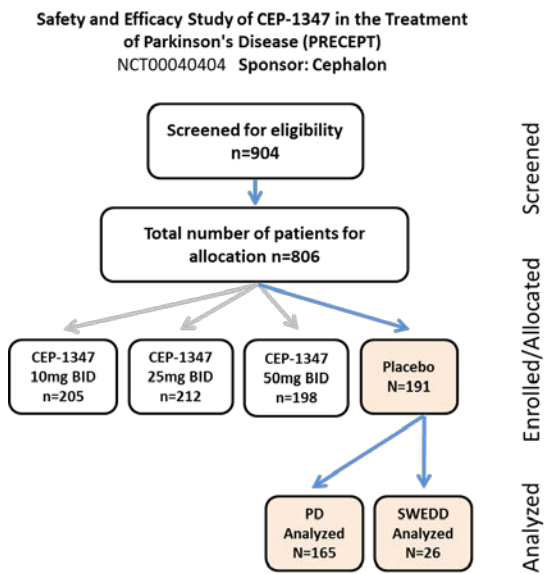 Safety and Efficacy Study of CEP-1347 in the Treatment
of Parkinson's Disease (PRECEPT)
NCT00040404 Sponsor: Cephalon
Screened for eligibility
n=904
Screened
Total number of patients for
allocation n=806
Enrolled/Allocated
CEP-1347
10mg BID
n=205
CEP-1347
25mg BID
n=212
CEP-1347
50mg BID
n=198
Placebo
N=191
PD
Analyzed
N=165
SWEDD
Analyzed
N=26
Analyzed